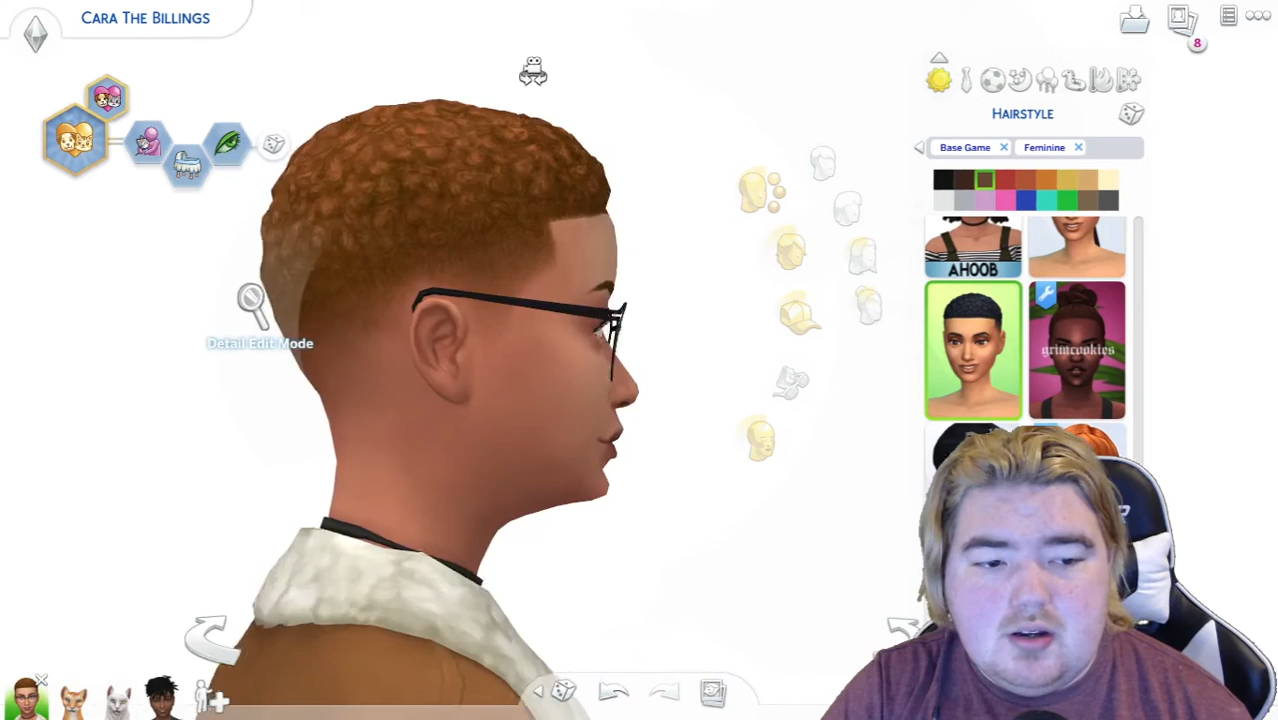 CARA THE BILLINGS
8
HAIRSTYLE
Base Game ×
Feminine ×
AHOOB
grimcookies
Detail Edit Mode